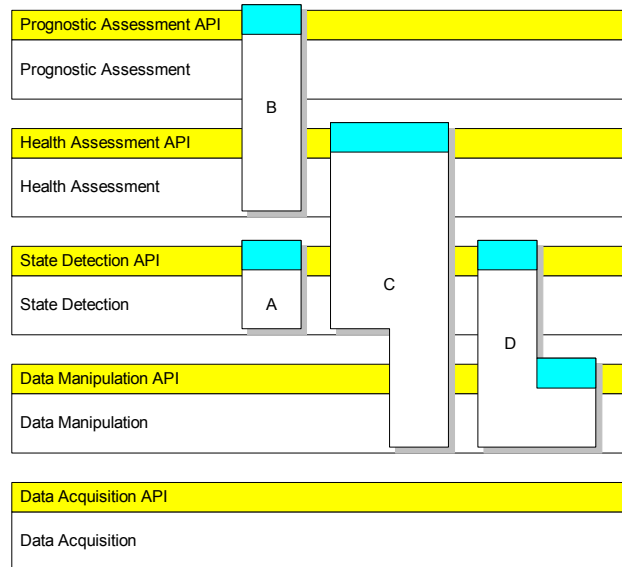 Prognostic Assessment API
Prognostic Assessment
B
Health Assessment API
Health Assessment
State Detection API
State Detection
A
C
D
Data Manipulation API
Data Manipulation
Data Acquisition API
Data Acquisition